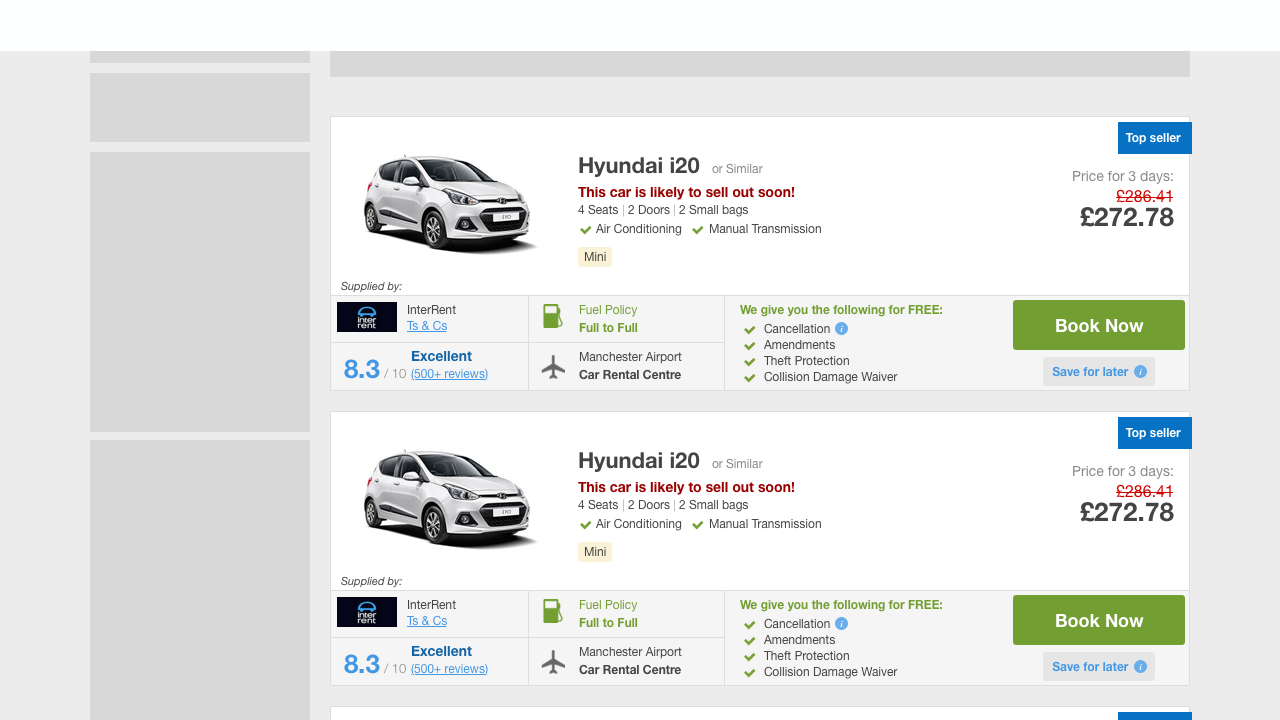 Top seller
Hyundai i20 or Similar
Price for 3 days:
This car is likely to sell out soon!
£286.41
4 Seats | 2 Doors | 2 Small bags
£272.78
Air Conditioning Manual Transmission
Mini
Supplied by:
inter rent
InterRent
Ts & Cs
Fuel Policy
Full to Full
We give you the following for FREE:
Cancellation i
Amendments
Theft Protection
Collision Damage Waiver
Book Now
8.3 / 10
Excellent
(500+ reviews)
Manchester Airport
Car Rental Centre
Save for later i
Top seller
Hyundai i20 or Similar
Price for 3 days:
This car is likely to sell out soon!
£286.41
4 Seats | 2 Doors | 2 Small bags
£272.78
Air Conditioning Manual Transmission
Mini
Supplied by:
inter rent
InterRent
Ts & Cs
Fuel Policy
Full to Full
We give you the following for FREE:
Cancellation i
Amendments
Theft Protection
Collision Damage Waiver
Book Now
8.3 / 10
Excellent
(500+ reviews)
Manchester Airport
Car Rental Centre
Save for later i